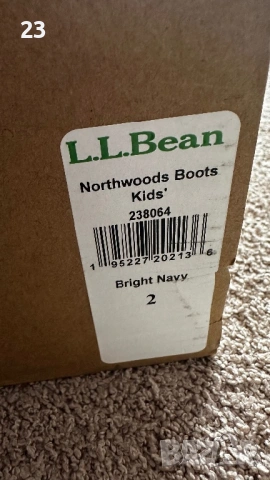 23
L.L.Bean
Northwoods Boots
Kids'
238064
1 95227 20213 6
Bright Navy
2